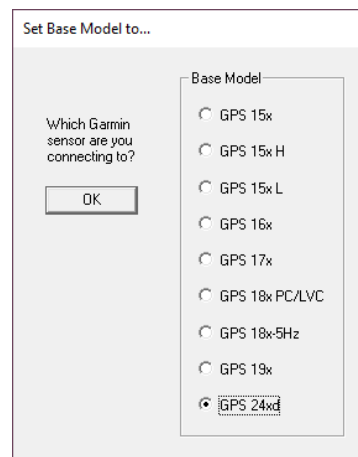 Set Base Model to...
Which Garmin
sensor are you
connecting to?
OK
Base Model
GPS 15x
GPS 15x H
GPS 15x L
GPS 16x
GPS 17x
GPS 18x PC/LVC
GPS 18x-5Hz
GPS 19x
GPS 24xd